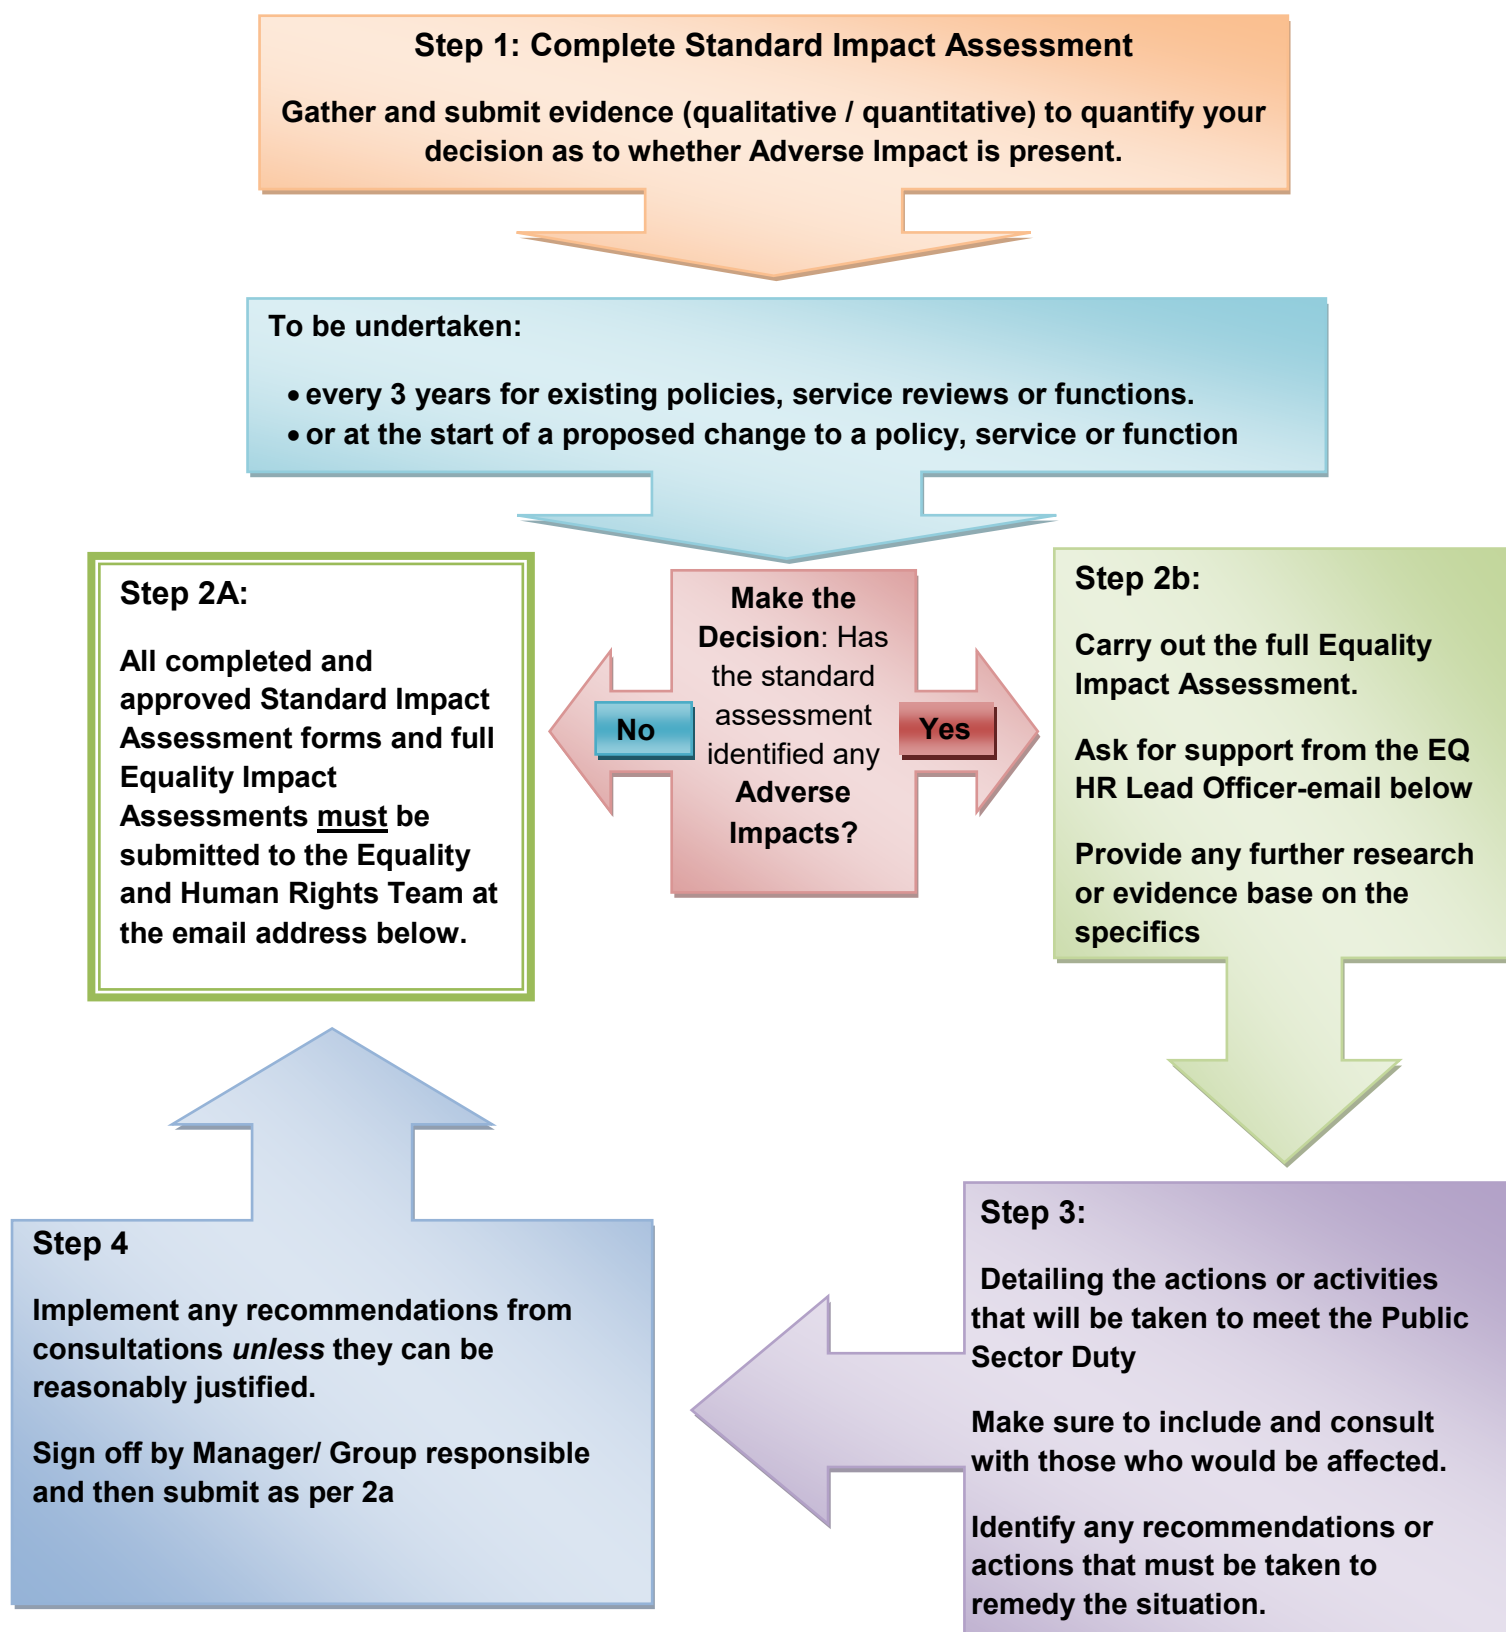 Step 1: Complete Standard Impact Assessment
Gather and submit evidence (qualitative / quantitative) to quantify your
decision as to whether Adverse Impact is present.
To be undertaken:
• every 3 years for existing policies, service reviews or functions.
• or at the start of a proposed change to a policy, service or function
Step 2A:
All completed and
approved Standard Impact
Assessment forms and full
Equality Impact
Assessments must be
submitted to the Equality
and Human Rights Team at
the email address below.
No
Make the
Decision: Has
the standard
assessment
identified any
Adverse
Impacts?
Yes
Step 2b:
Carry out the full Equality
Impact Assessment.
Ask for support from the EQ
HR Lead Officer-email below
Provide any further research
or evidence base on the
specifics
Step 3:
Detailing the actions or activities
that will be taken to meet the Public
Sector Duty
Make sure to include and consult
with those who would be affected.
Identify any recommendations or
actions that must be taken to
remedy the situation.
Step 4
Implement any recommendations from
consultations unless they can be
reasonably justified.
Sign off by Manager/ Group responsible
and then submit as per 2a